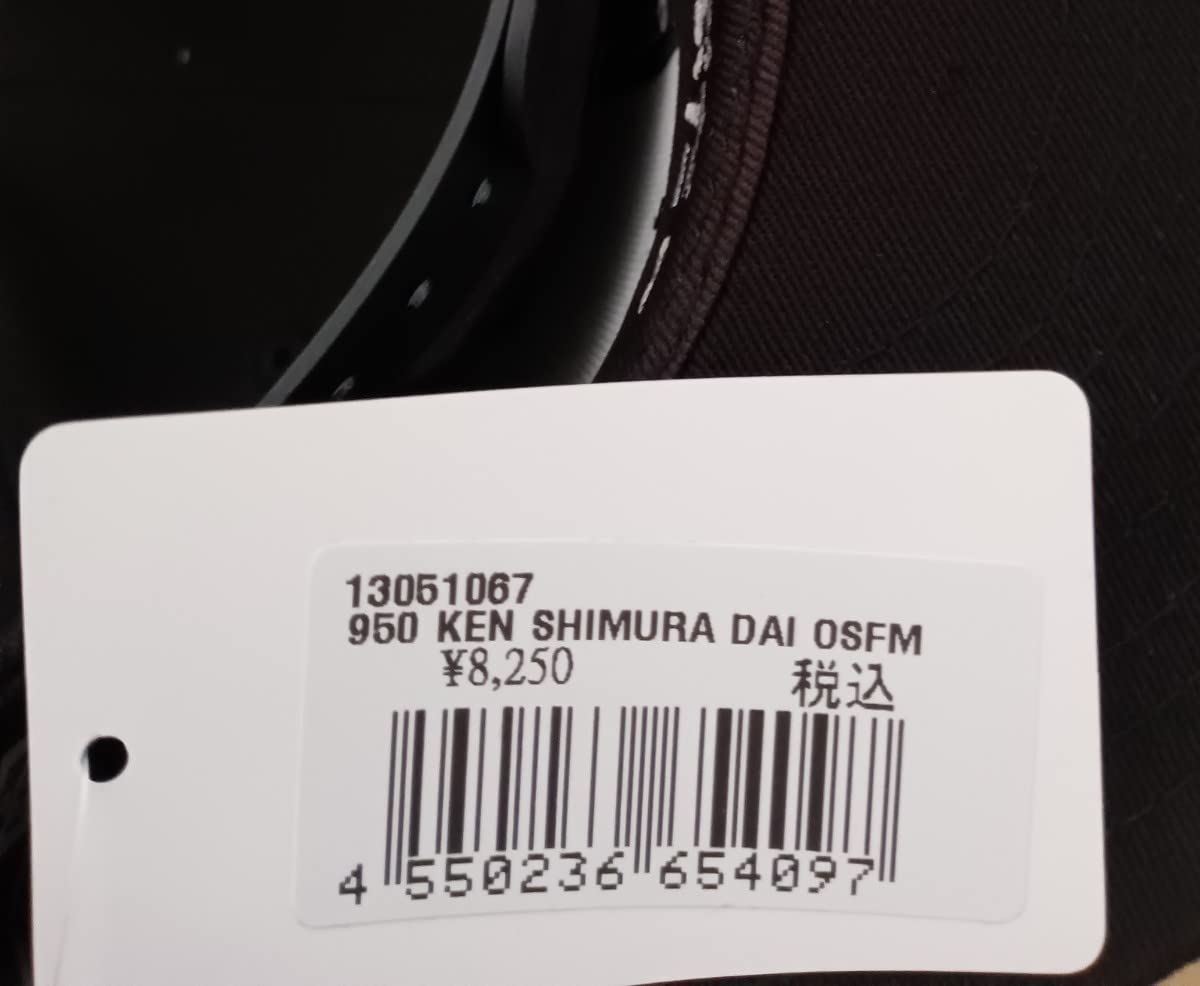 13051067
950 KEN SHIMURA DAI OSFM
¥8,250 税込
4 550236 654097